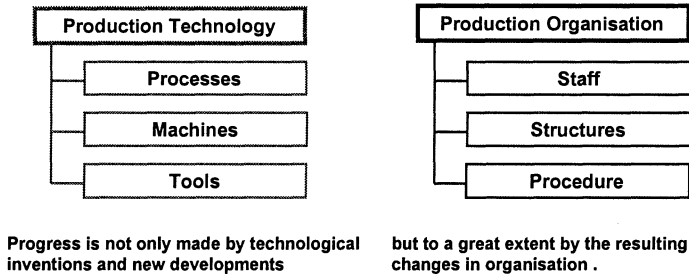 Production Technology
Processes
Machines
Tools
Progress is not only made by technological
inventions and new developments
Production Organisation
Staff
Structures
Procedure
but to a great extent by the resulting
changes in organisation .